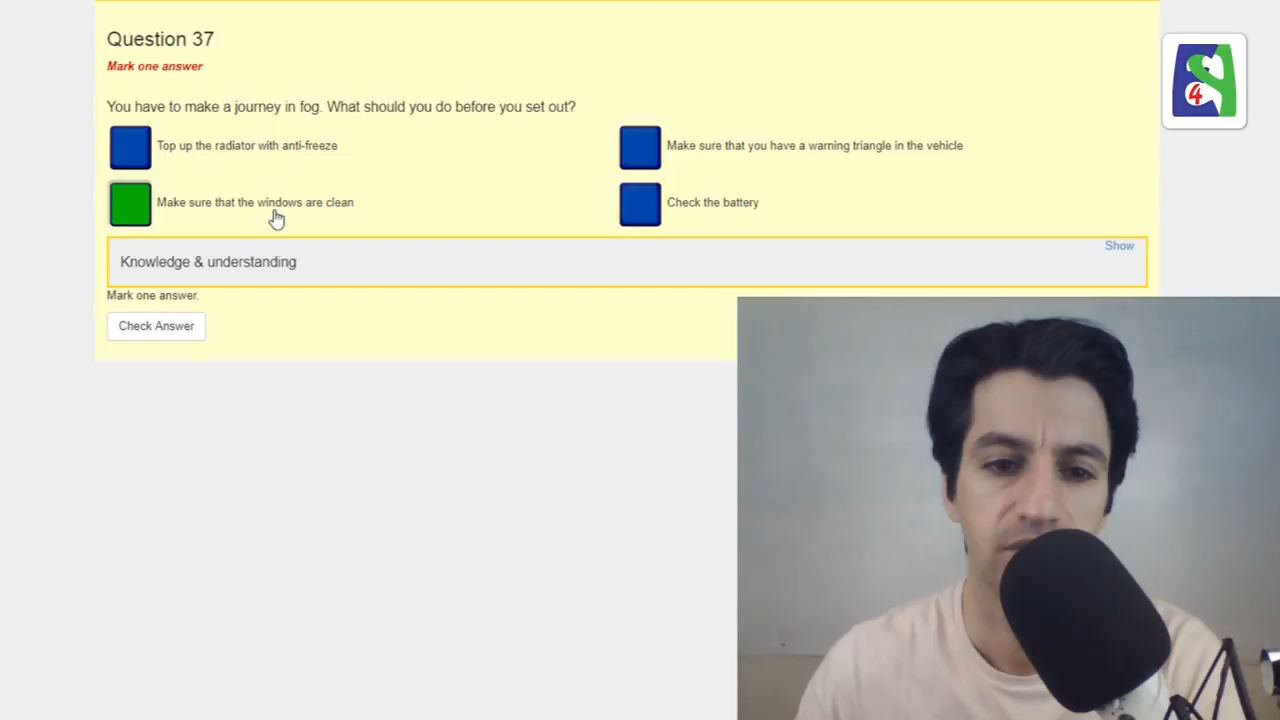 Question 37
Mark one answer
You have to make a journey in fog. What should you do before you set out?
Top up the radiator with anti-freeze
Make sure that you have a warning triangle in the vehicle
Make sure that the windows are clean
Check the battery
Show
Knowledge & understanding
Mark one answer.
Check Answer
4